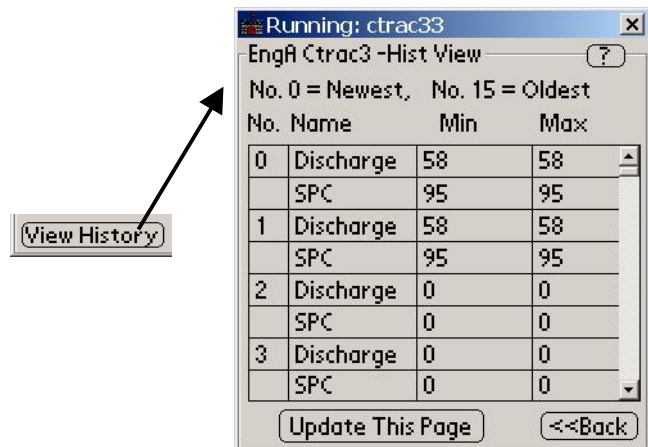 Running: ctrac33
EngA Ctrac3 -Hist View ?
No. 0 = Newest, No. 15 = Oldest
No. Name Min Max
0 Discharge 58 58
SPC 95 95
1 Discharge 58 58
SPC 95 95
2 Discharge 0 0
SPC 0 0
3 Discharge 0 0
SPC 0 0
Update This Page <<Back
View History